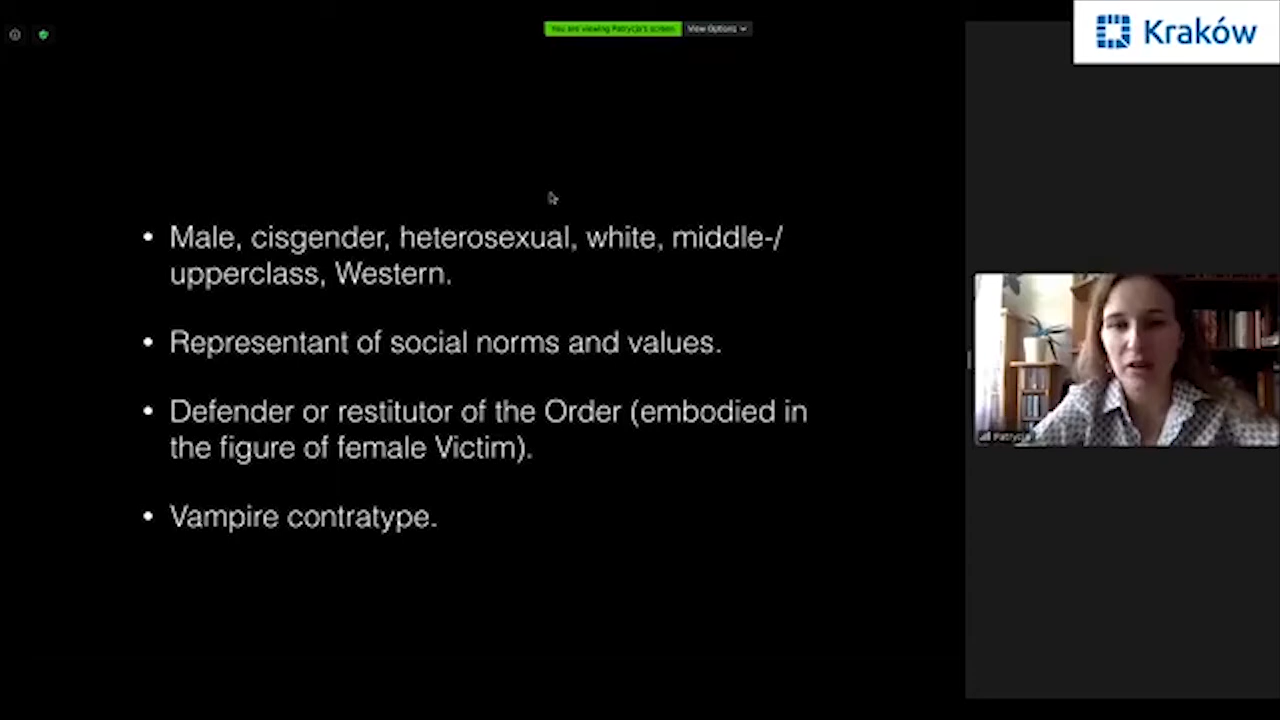 You are viewing Patrycja's screen
View Options
Kraków
• Male, cisgender, heterosexual, white, middle-/
upperclass, Western.
• Representant of social norms and values.
• Defender or restitutor of the Order (embodied in
the figure of female Victim).
• Vampire contratype.
Patrycja